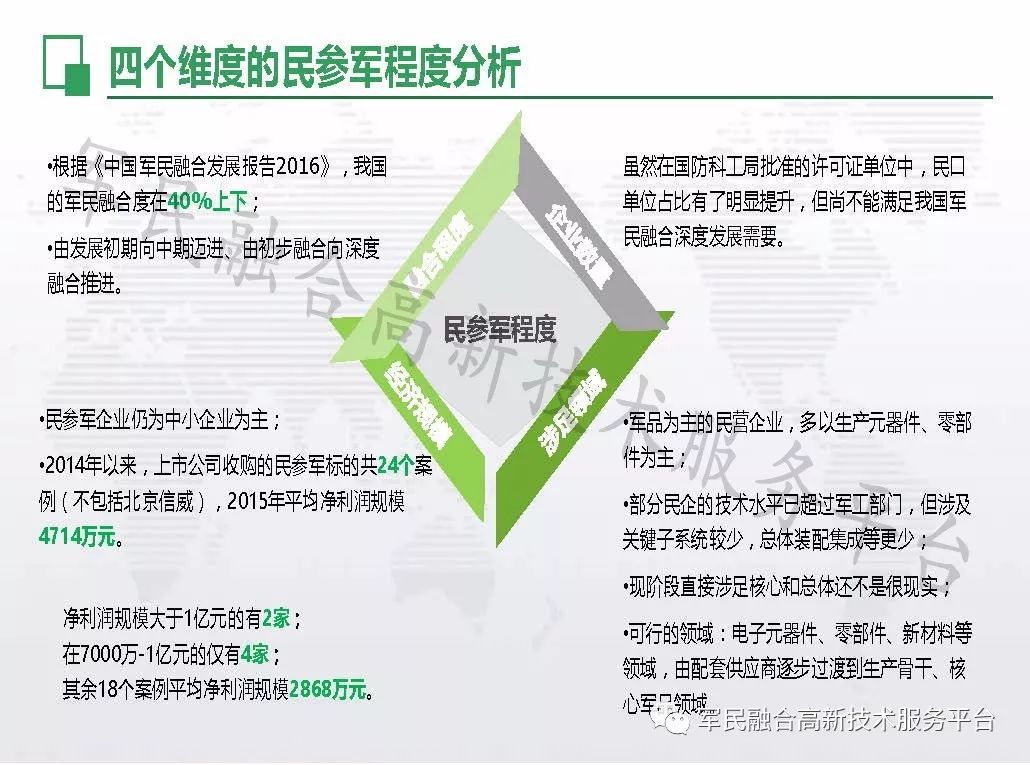 四个维度的民参军程度分析
•根据《中国军民融合发展报告2016》，我国
的军民融合度在40%上下；
•由发展初期向中期迈进、由初步融合向深度
融合推进。
虽然在国防科工局批准的许可证单位中，民口
单位占比有了明显提升，但尚不能满足我国军
民融合深度发展需要。
融合程度
企业数量
民参军程度
经济规模
涉足领域
•民参军企业仍为中小企业为主；
•2014年以来，上市公司收购的民参军标的共24个案
例（不包括北京信威），2015年平均净利润规模
4714万元。
净利润规模大于1亿元的有2家；
在7000万-1亿元的仅有4家；
其余18个案例平均净利润规模2868万元。
•军品为主的民营企业，多以生产元器件、零部
件为主；
•部分民企的技术水平已超过军工部门，但涉及
关键子系统较少，总体装配集成等更少；
•现阶段直接涉足核心和总体还不是很现实；
•可行的领域：电子元器件、零部件、新材料等
领域，由配套供应商逐步过渡到生产骨干、核
心军品领域
军民融合高新技术服务平台
军民融合高新技术服务平台